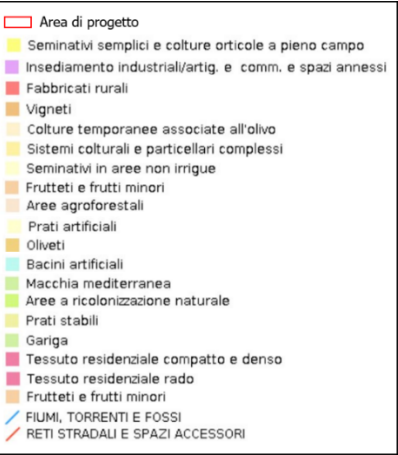 Area di progetto
Seminativi semplici e colture orticole a pieno campo
Insediamento industriali/artig. e comm. e spazi annessi
Fabbricati rurali
Vigneti
Colture temporanee associate all'olivo
Sistemi colturali e particellari complessi
Seminativi in aree non irrigue
Frutteti e frutti minori
Aree agroforestali
Prati artificiali
Oliveti
Bacini artificiali
Macchia mediterranea
Aree a ricolonizzazione naturale
Prati stabili
Gariga
Tessuto residenziale compatto e denso
Tessuto residenziale rado
Frutteti e frutti minori
FIUMI, TORRENTI E FOSSI
RETI STRADALI E SPAZI ACCESSORI